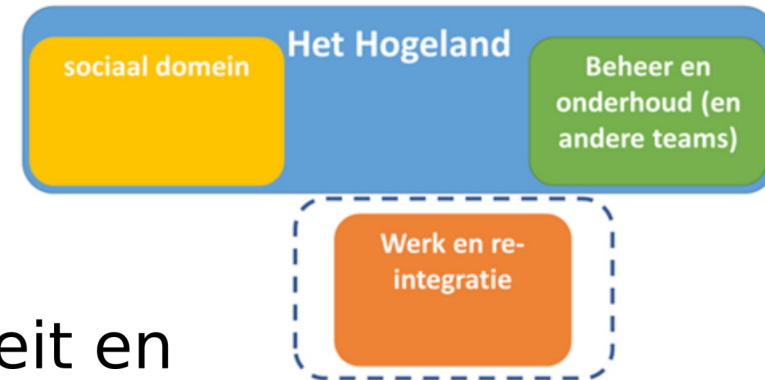 Het Hogeland
sociaal domein
Beheer en
onderhoud (en
andere teams)
Werk en re-
integratie
eit en